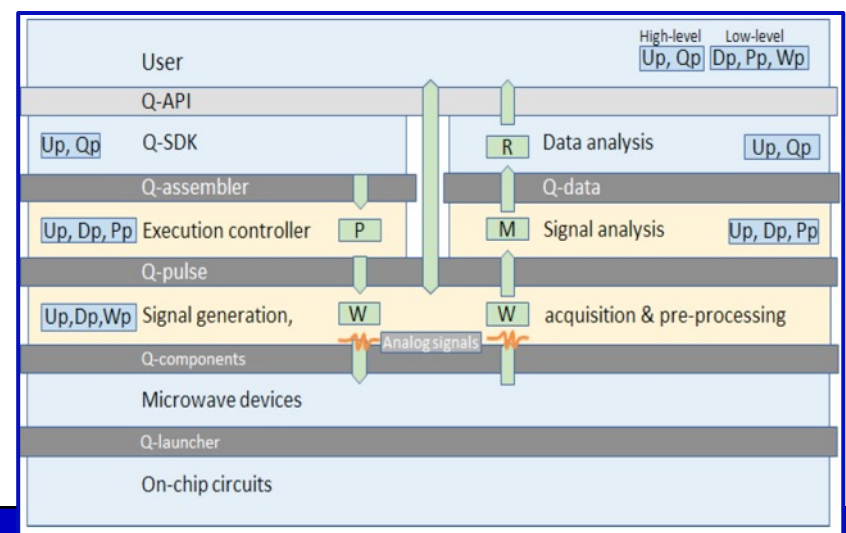 High-level Low-level
User Up, Qp Dp, Pp, Wp
Q-API
Up, Qp Q-SDK R Data analysis Up, Qp
Q-assembler Q-data
Up, Dp, Pp Execution controller P M Signal analysis Up, Dp, Pp
Q-pulse
Up,Dp,Wp Signal generation, W W acquisition & pre-processing
Analog signals
Q-components
Microwave devices
Q-launcher
On-chip circuits